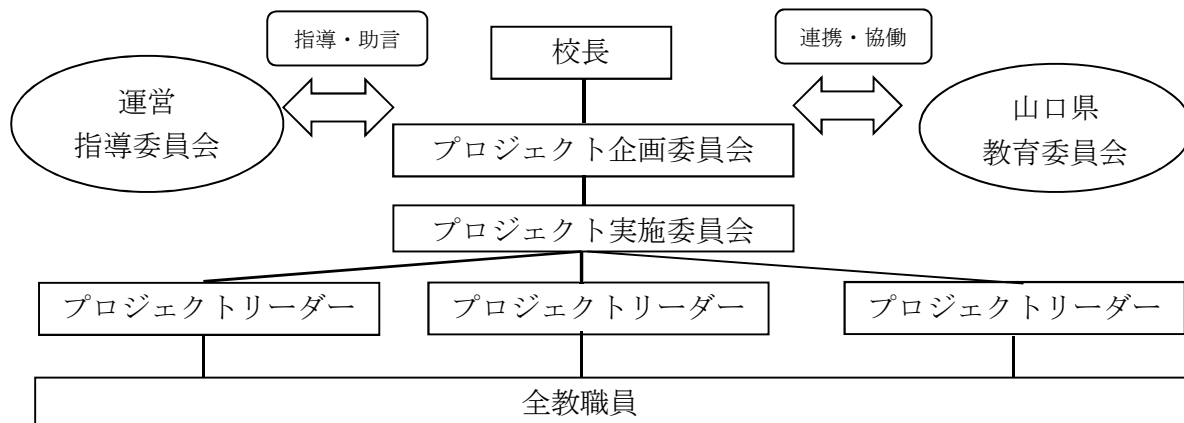 指導・助言
校長
連携・協働
運営
指導委員会
山口県
教育委員会
プロジェクト企画委員会
プロジェクト実施委員会
プロジェクトリーダー
プロジェクトリーダー
プロジェクトリーダー
全教職員